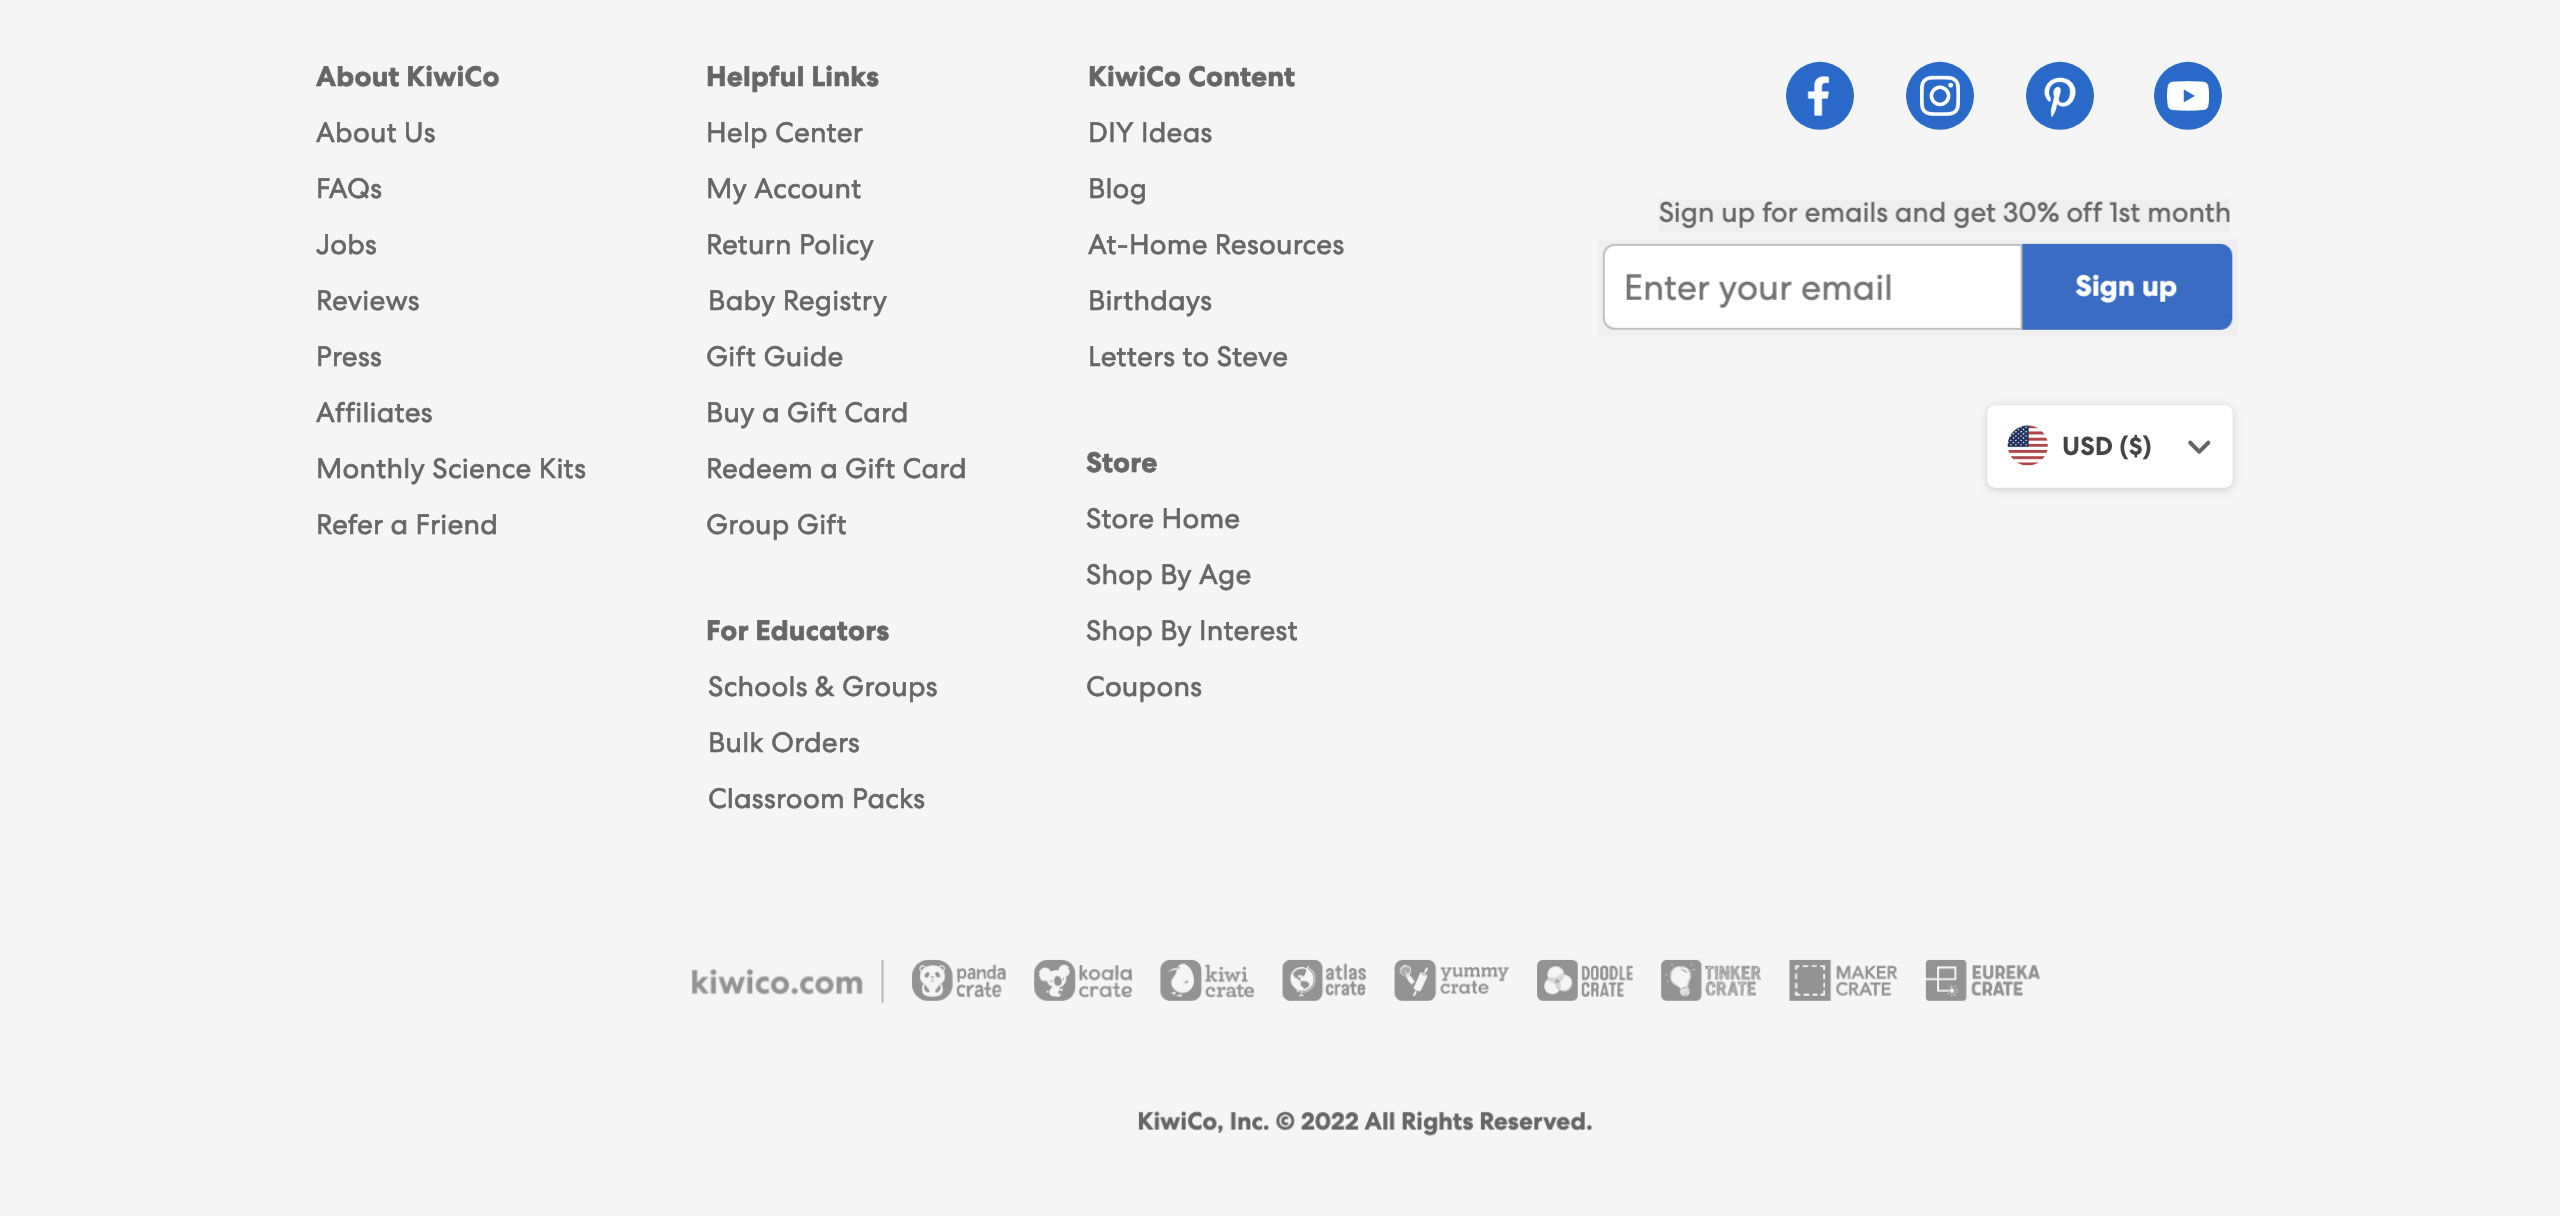 About KiwiCo
About Us
FAQs
Jobs
Reviews
Press
Affiliates
Monthly Science Kits
Refer a Friend
Helpful Links
Help Center
My Account
Return Policy
Baby Registry
Gift Guide
Buy a Gift Card
Redeem a Gift Card
Group Gift
For Educators
Schools & Groups
Bulk Orders
Classroom Packs
KiwiCo Content
DIY Ideas
Blog
At-Home Resources
Birthdays
Letters to Steve
Store
Store Home
Shop By Age
Shop By Interest
Coupons
Sign up for emails and get 30% off 1st month
Enter your email
Sign up
USD ($)
kiwico.com
panda
crate
koala
crate
kiwi
crate
atlas
crate
yummy
crate
DOODLE
CRATE
TINKER
CRATE
MAKER
CRATE
EUREKA
CRATE
KiwiCo, Inc. © 2022 All Rights Reserved.